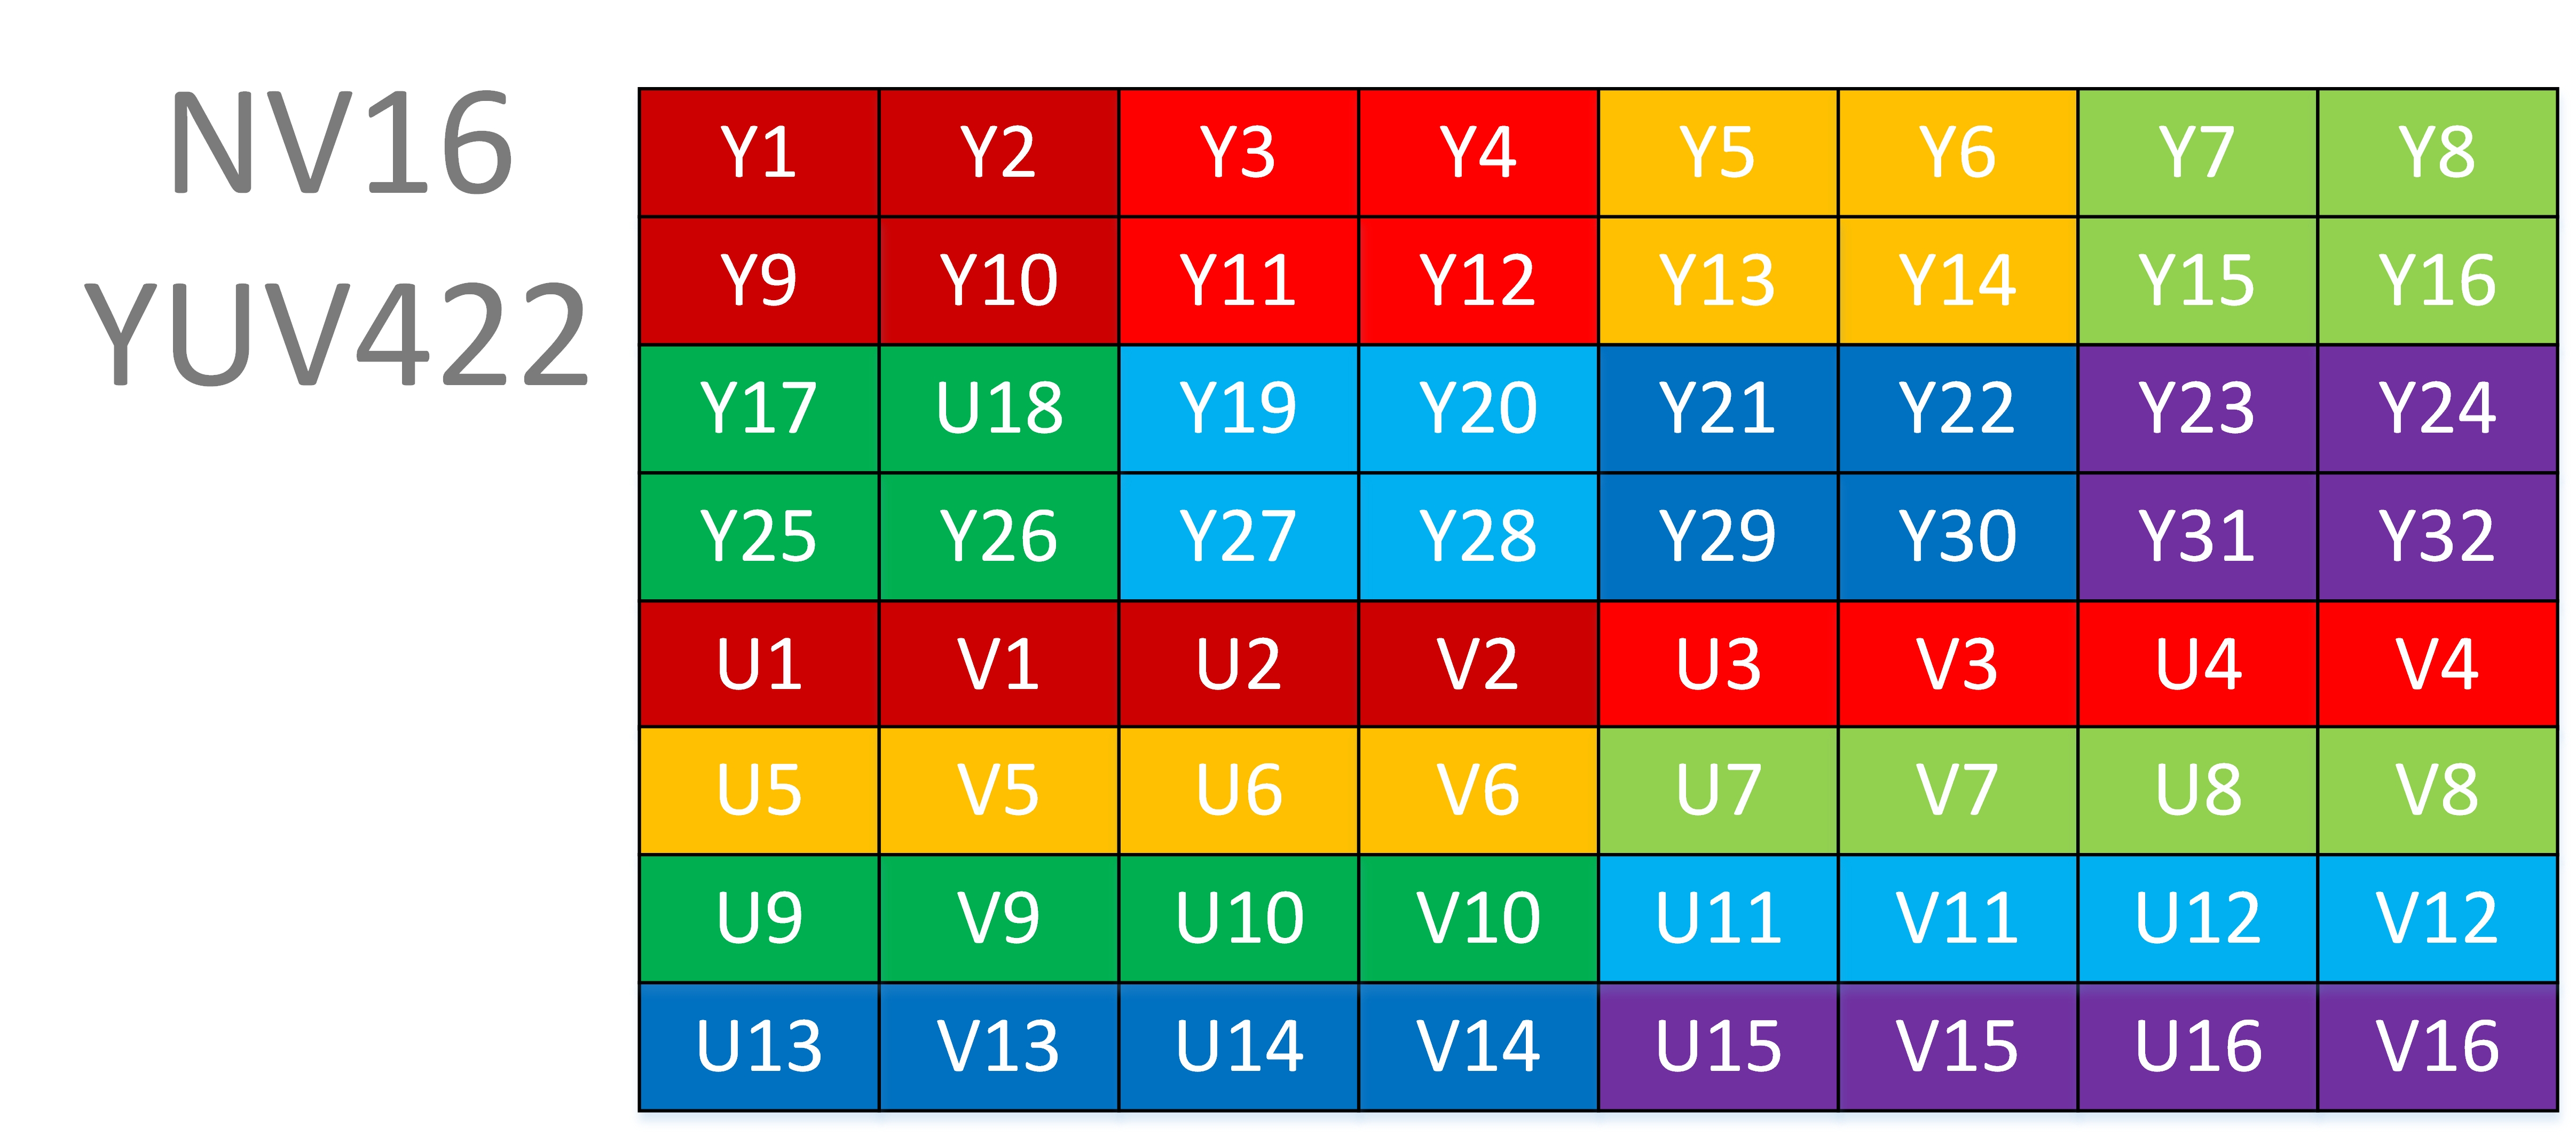 NV16
YUV422
Y1 Y2 Y3 Y4 Y5 Y6 Y7 Y8
Y9 Y10 Y11 Y12 Y13 Y14 Y15 Y16
Y17 U18 Y19 Y20 Y21 Y22 Y23 Y24
Y25 Y26 Y27 Y28 Y29 Y30 Y31 Y32
U1 V1 U2 V2 U3 V3 U4 V4
U5 V5 U6 V6 U7 V7 U8 V8
U9 V9 U10 V10 U11 V11 U12 V12
U13 V13 U14 V14 U15 V15 U16 V16